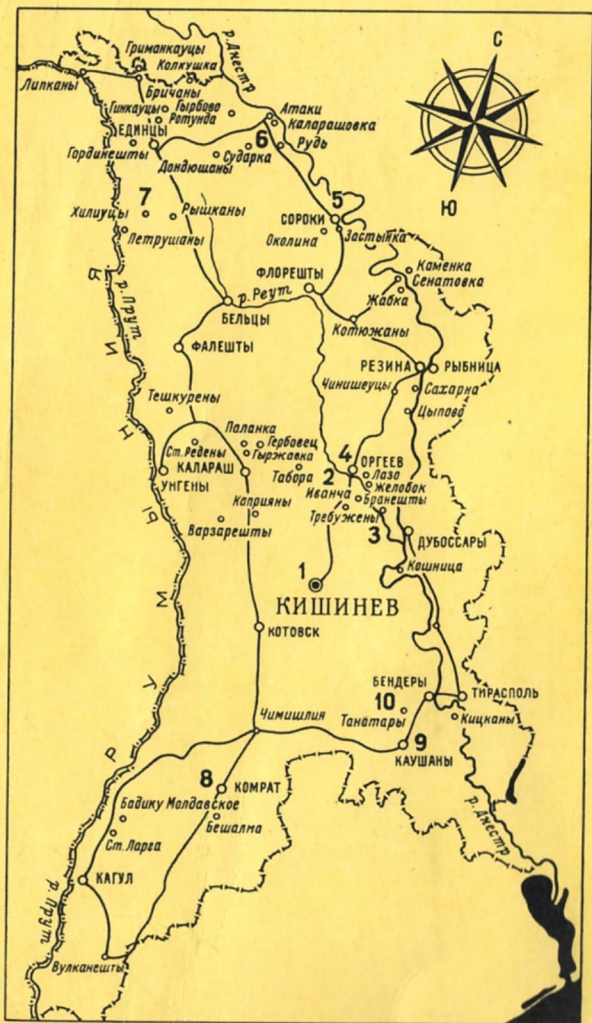 С
Ю
р. Днестр
Гриманкауцы
Колкушка
Липканы
Бричаны
Гинкауцы
Гырбово
Ротунда
Атаки
Каларашовка
ЕДИНЦЫ
6
Рудь
Гординешты
Сударка
Дондюшаны
7
5
Хилиуцы
Рышканы
СОРОКИ
Застынка
Околина
Петрушаны
Каменка
Сенатовка
ФЛОРЕШТЫ
р. Реут
р. Прут
Жабка
БЕЛЬЦЫ
Котюжаны
ФАЛЕШТЫ
РЕЗИНА
РЫБНИЦА
Чинишеуцы
Сахарна
Цыпово
Тешкурены
Паланка
Гербовец
Ст. Редены
Гыржавка
4
ОРГЕЕВ
КАЛАРАШ
Табора
2
Лазо
УНГЕНЫ
Иванча
Желобок
Бранешты
Каприяны
Требужены
Варзарешты
3
ДУБОССАРЫ
Кошница
1
КИШИНЕВ
КОТОВСК
РУМЫНИЯ
БЕНДЕРЫ
ТИРАСПОЛЬ
10
Танатары
Кицканы
Чимишлия
9
КАУШАНЫ
8
КОМРАТ
Бадику Молдавское
Бешалма
Ст. Ларга
р. Днестр
КАГУЛ
р. Прут
Вулканешты